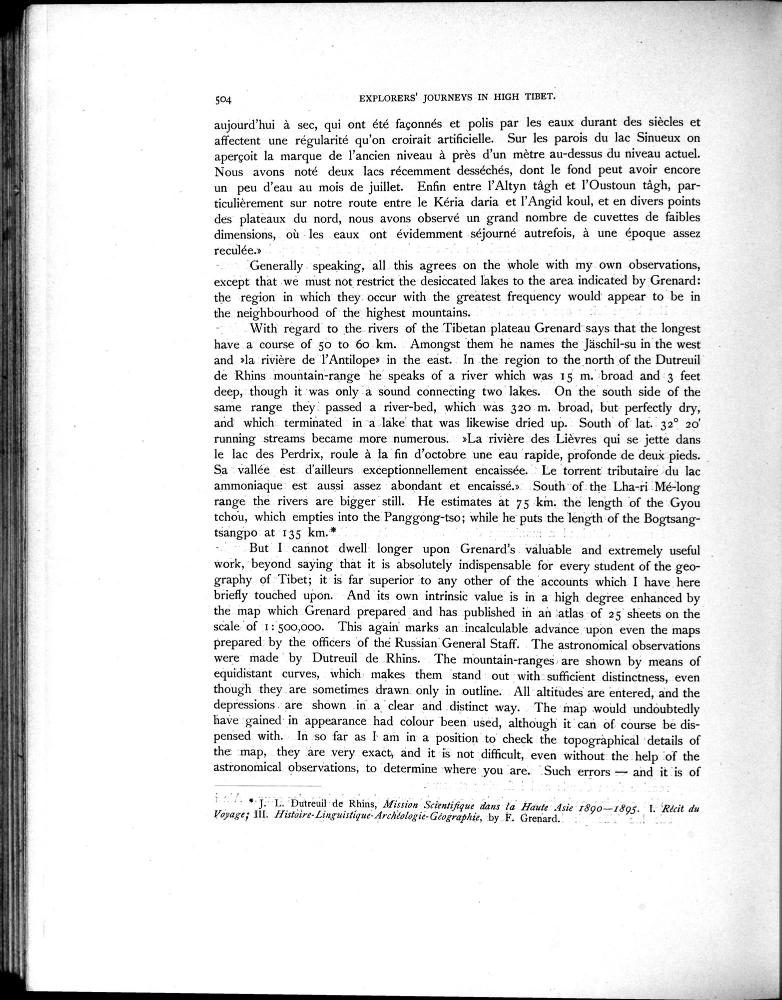 504 EXPLORERS' JOURNEYS IN HIGH TIBET.
aujourd'hui à sec, qui ont été façonnés et polis par les eaux durant des siècles et
affectent une régularité qu'on croirait artificielle. Sur les parois du lac Sinueux on
aperçoit la marque de l'ancien niveau à près d'un mètre au-dessus du niveau actuel.
Nous avons noté deux lacs récemment desséchés, dont le fond peut avoir encore
un peu d'eau au mois de juillet. Enfin entre l'Altyn tâgh et l'Oustoun tâgh, par-
ticulièrement sur notre route entre le Kéria daria et l'Angid koul, et en divers points
des plateaux du nord, nous avons observé un grand nombre de cuvettes de faibles
dimensions, où les eaux ont évidemment séjourné autrefois, à une époque assez
reculée.»
Generally speaking, all this agrees on the whole with my own observations,
except that we must not restrict the desiccated lakes to the area indicated by Grenard:
the region in which they occur with the greatest frequency would appear to be in
the neighbourhood of the highest mountains.
With regard to the rivers of the Tibetan plateau Grenard says that the longest
have a course of 50 to 60 km. Amongst them he names the Jäschil-su in the west
and »la rivière de l'Antilope» in the east. In the region to the north of the Dutreuil
de Rhins mountain-range he speaks of a river which was 15 m. broad and 3 feet
deep, though it was only a sound connecting two lakes. On the south side of the
same range they passed a river-bed, which was 320 m. broad, but perfectly dry,
and which terminated in a lake that was likewise dried up. South of lat. 32° 20'
running streams became more numerous. »La rivière des Lièvres qui se jette dans
le lac des Perdrix, roule à la fin d'octobre une eau rapide, profonde de deux pieds.
Sa vallée est d'ailleurs exceptionnellement encaissée. Le torrent tributaire du lac
ammoniaque est aussi assez abondant et encaissé.» South of the Lha-ri Mé-long
range the rivers are bigger still. He estimates at 75 km. the length of the Gyou
tchou, which empties into the Panggong-tso; while he puts the length of the Bogtsang-
tsangpo at 135 km.*
But I cannot dwell longer upon Grenard's valuable and extremely useful
work, beyond saying that it is absolutely indispensable for every student of the geo-
graphy of Tibet; it is far superior to any other of the accounts which I have here
briefly touched upon. And its own intrinsic value is in a high degree enhanced by
the map which Grenard prepared and has published in an atlas of 25 sheets on the
scale of 1:500,000. This again marks an incalculable advance upon even the maps
prepared by the officers of the Russian General Staff. The astronomical observations
were made by Dutreuil de Rhins. The mountain-ranges are shown by means of
equidistant curves, which makes them stand out with sufficient distinctness, even
though they are sometimes drawn only in outline. All altitudes are entered, and the
depressions are shown in a clear and distinct way. The map would undoubtedly
have gained in appearance had colour been used, although it can of course be dis-
pensed with. In so far as I am in a position to check the topographical details of
the map, they are very exact, and it is not difficult, even without the help of the
astronomical observations, to determine where you are. Such errors — and it is of
* J. L. Dutreuil de Rhins, Mission Scientifique dans la Haute Asie 1890—1895. I. Récit du
Voyage; III. Histoire-Linguistique-Archéologie-Géographie, by F. Grenard.